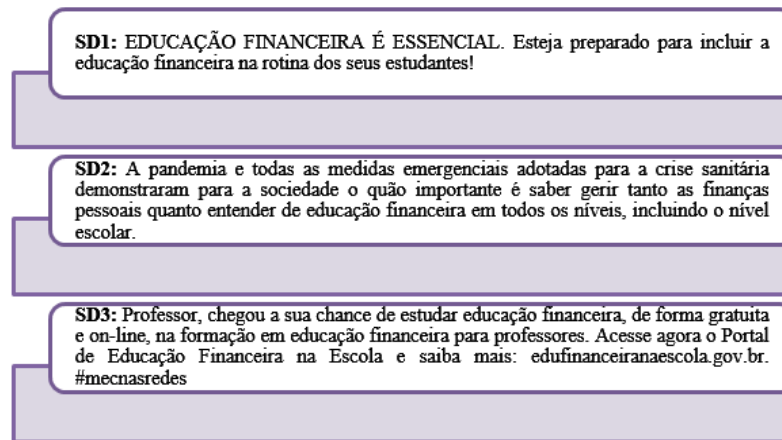 SD1: EDUCAÇÃO FINANCEIRA É ESSENCIAL. Esteja preparado para incluir a
educação financeira na rotina dos seus estudantes!
SD2: A pandemia e todas as medidas emergenciais adotadas para a crise sanitária
demonstraram para a sociedade o quão importante é saber gerir tanto as finanças
pessoais quanto entender de educação financeira em todos os níveis, incluindo o nível
escolar.
SD3: Professor, chegou a sua chance de estudar educação financeira, de forma gratuita
e on-line, na formação em educação financeira para professores. Acesse agora o Portal
de Educação Financeira na Escola e saiba mais: edufinanceiranaescola.gov.br.
#mecnasredes